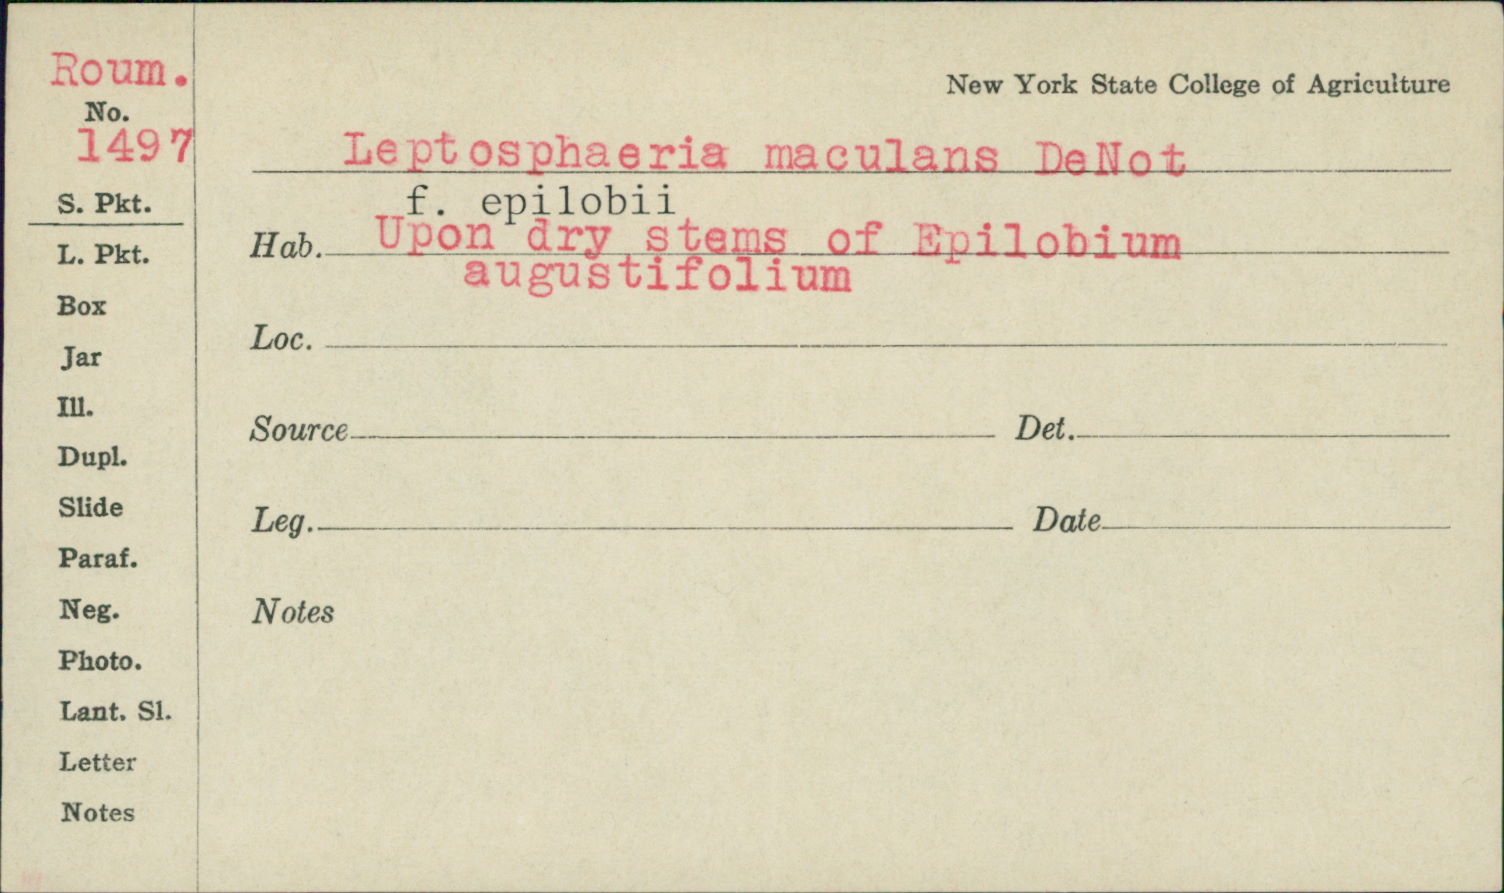 Roum.
No.
1497
S. Pkt.
L. Pkt.
Box
Jar
Ill.
Dupl.
Slide
Paraf.
Neg.
Photo.
Lant. Sl.
Letter
Notes
New York State College of Agriculture
Leptosphaeria maculans DeNot
f. epilobii
Hab. Upon dry stems of Epilobium
augustifolium
Loc.
Source Det.
Leg. Date
Notes